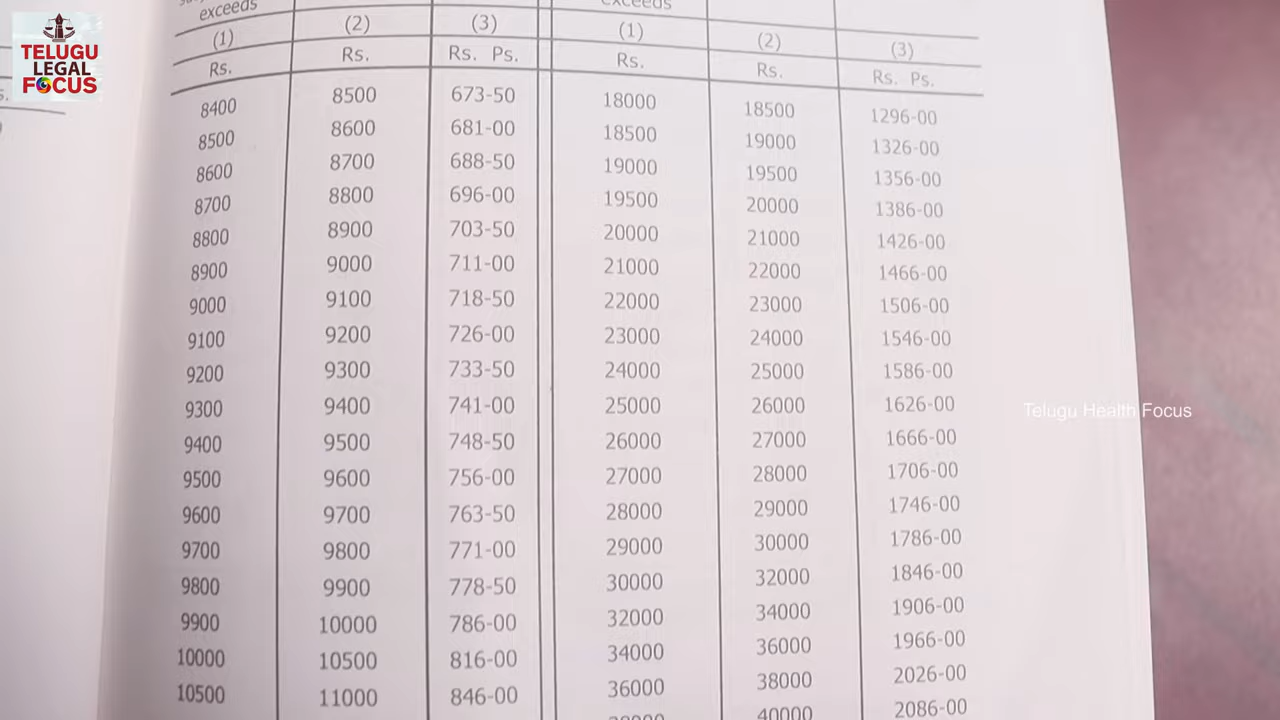 TELUGU
LEGAL
FOCUS
exceeds
exceeds
(1) (2) (3) (1) (2) (3)
Rs. Rs. Rs. Ps. Rs. Rs. Rs. Ps.
8400 8500 673-50 18000 18500 1296-00
8500 8600 681-00 18500 19000 1326-00
8600 8700 688-50 19000 19500 1356-00
8700 8800 696-00 19500 20000 1386-00
8800 8900 703-50 20000 21000 1426-00
8900 9000 711-00 21000 22000 1466-00
9000 9100 718-50 22000 23000 1506-00
9100 9200 726-00 23000 24000 1546-00
9200 9300 733-50 24000 25000 1586-00
9300 9400 741-00 25000 26000 1626-00
9400 9500 748-50 26000 27000 1666-00
9500 9600 756-00 27000 28000 1706-00
9600 9700 763-50 28000 29000 1746-00
9700 9800 771-00 29000 30000 1786-00
9800 9900 778-50 30000 32000 1846-00
9900 10000 786-00 32000 34000 1906-00
10000 10500 816-00 34000 36000 1966-00
10500 11000 846-00 36000 38000 2026-00
40000 2086-00
Telugu Health Focus